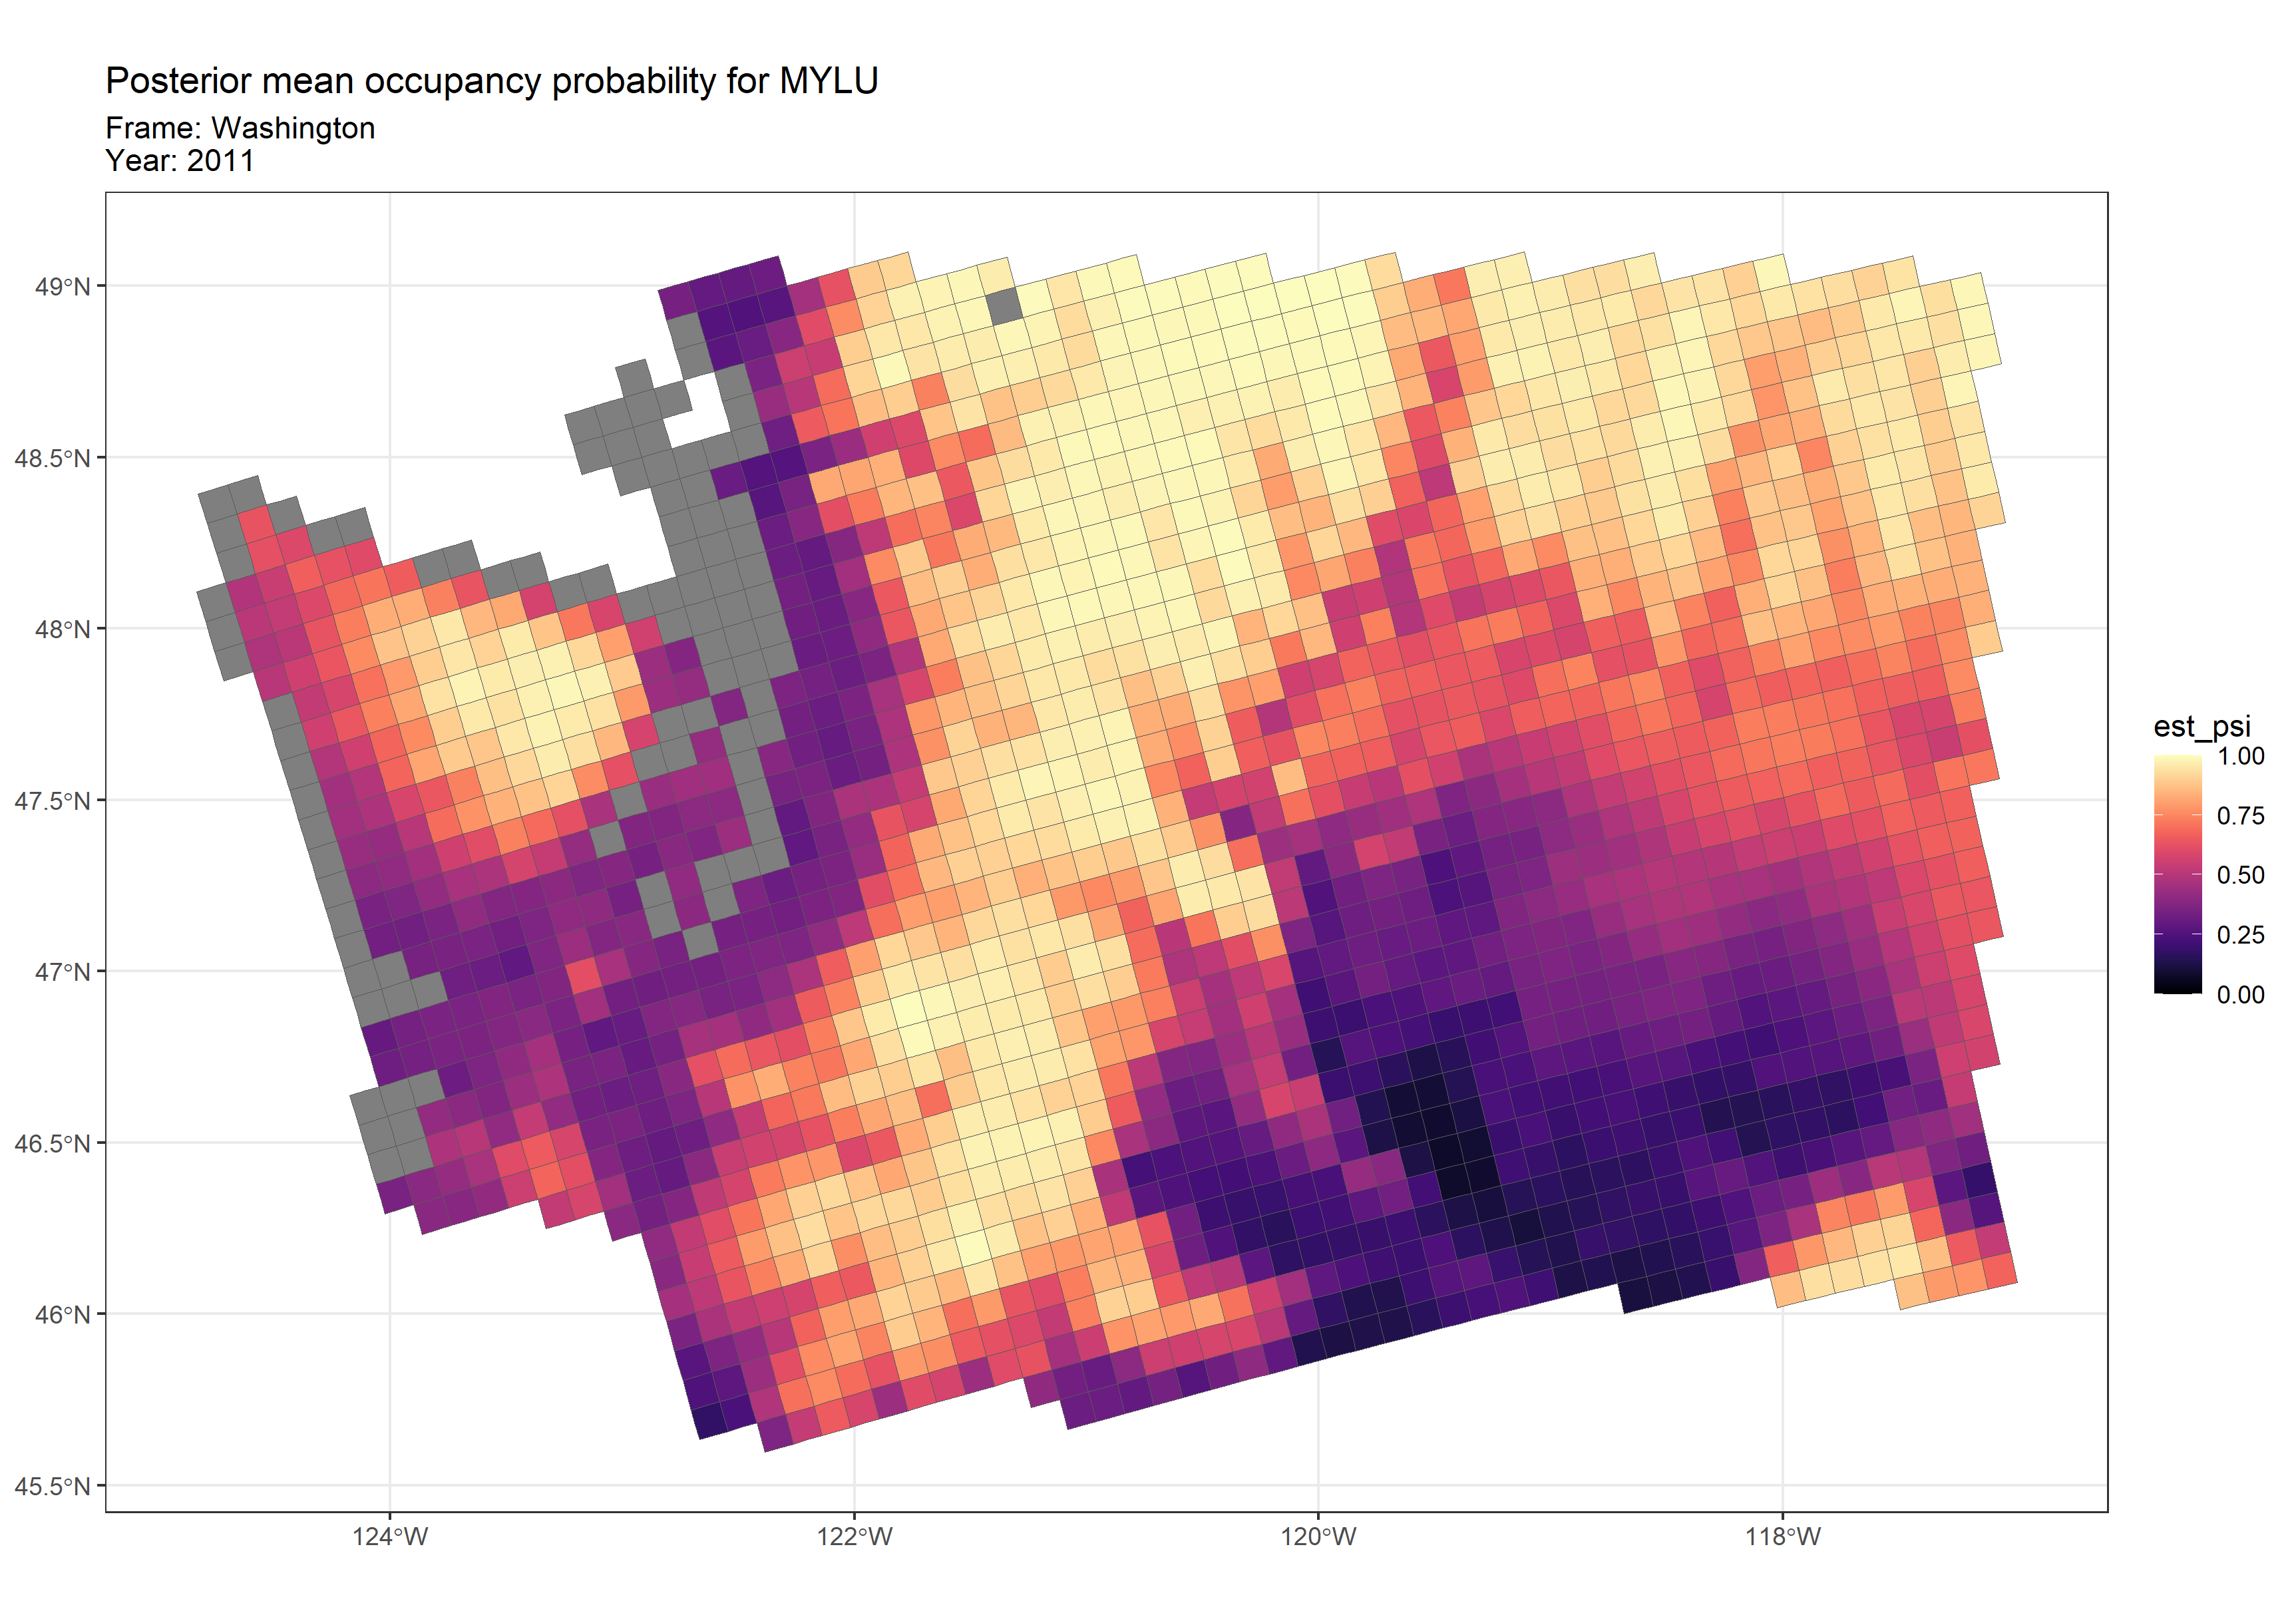 Posterior mean occupancy probability for MYLU
Frame: Washington
Year: 2011
49°N
48.5°N
48°N
47.5°N
47°N
46.5°N
46°N
45.5°N
124°W
122°W
120°W
118°W
est_psi
1.00
0.75
0.50
0.25
0.00